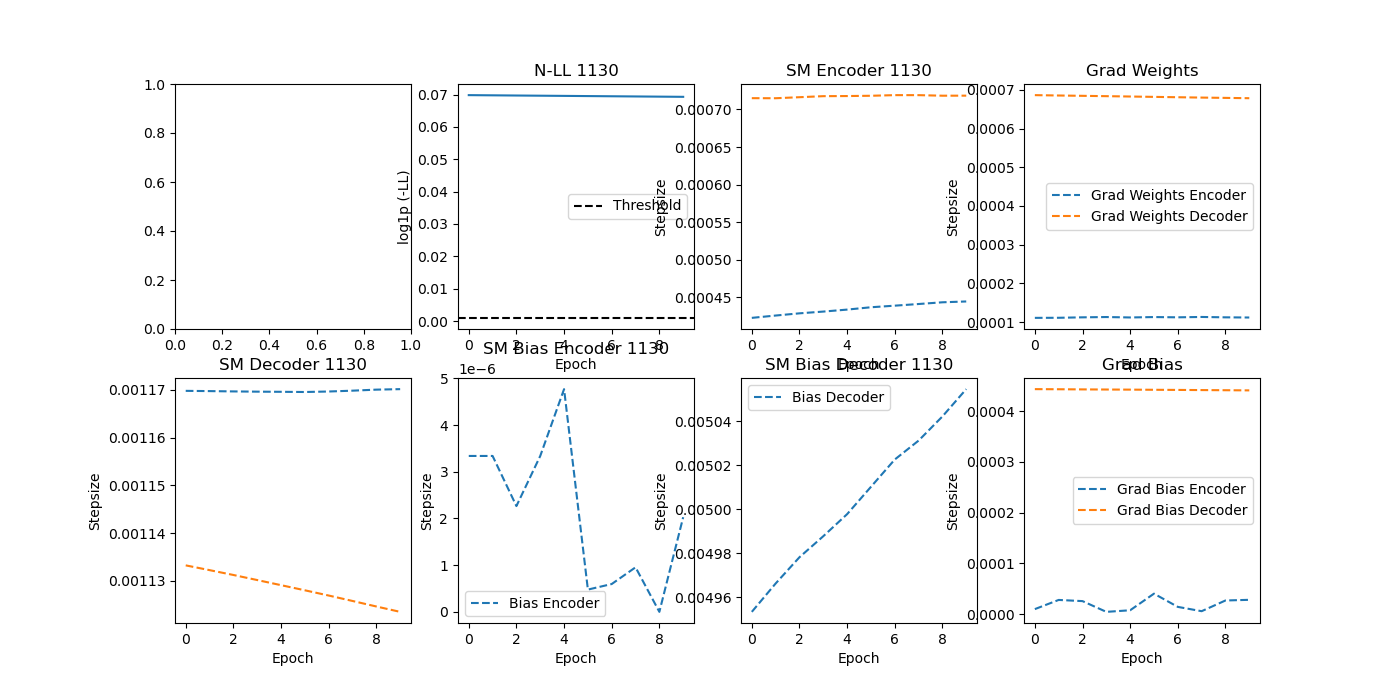 1.0
0.8
0.6
0.4
0.2
0.0
0.0 0.2 0.4 0.6 0.8 1.0
N-LL 1130
log1p (-LL)
0.07
0.06
0.05
0.04
0.03
0.02
0.01
0.00
Threshold
0 2 4 6 8
Epoch
SM Encoder 1130
Stepsize
0.00070
0.00065
0.00060
0.00055
0.00050
0.00045
0 2 4 6 8
Epoch
Grad Weights
Stepsize
0.0007
0.0006
0.0005
0.0004
0.0003
0.0002
0.0001
Grad Weights Encoder
Grad Weights Decoder
0 2 4 6 8
Epoch
SM Decoder 1130
Stepsize
0.00117
0.00116
0.00115
0.00114
0.00113
0 2 4 6 8
Epoch
SM Bias Encoder 1130
1e−6
Stepsize
5
4
3
2
1
0
Bias Encoder
0 2 4 6 8
Epoch
SM Bias Decoder 1130
Stepsize
0.00504
0.00502
0.00500
0.00498
0.00496
Bias Decoder
0 2 4 6 8
Epoch
Grad Bias
Stepsize
0.0004
0.0003
0.0002
0.0001
0.0000
Grad Bias Encoder
Grad Bias Decoder
0 2 4 6 8
Epoch